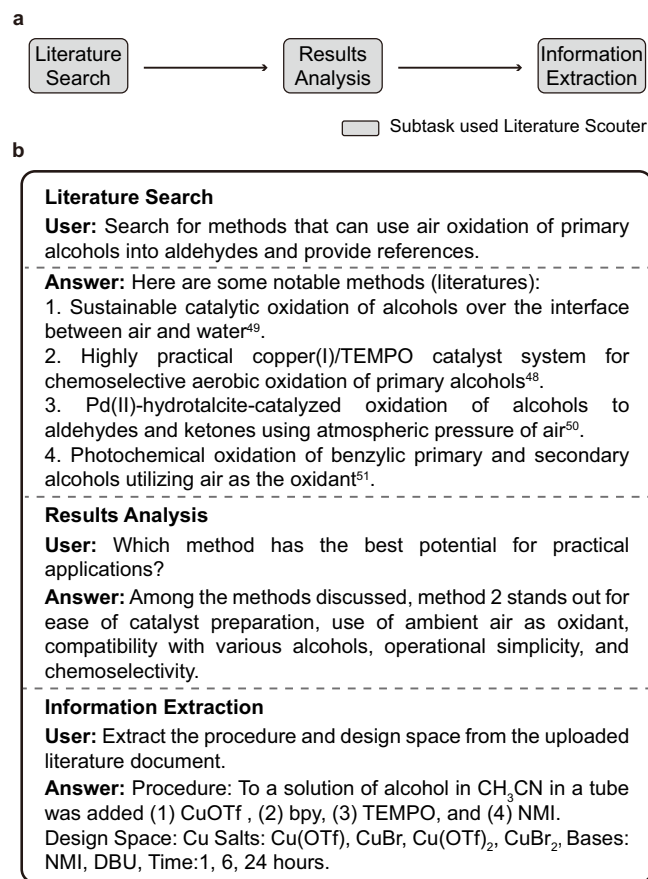 a
Literature
Search
Results
Analysis
Information
Extraction
Subtask used Literature Scouter
b
Literature Search
User: Search for methods that can use air oxidation of primary
alcohols into aldehydes and provide references.
Answer: Here are some notable methods (literatures):
1. Sustainable catalytic oxidation of alcohols over the interface
between air and water⁴⁹.
2. Highly practical copper(I)/TEMPO catalyst system for
chemoselective aerobic oxidation of primary alcohols⁴⁸.
3. Pd(II)-hydrotalcite-catalyzed oxidation of alcohols to
aldehydes and ketones using atmospheric pressure of air⁵⁰.
4. Photochemical oxidation of benzylic primary and secondary
alcohols utilizing air as the oxidant⁵¹.
Results Analysis
User: Which method has the best potential for practical
applications?
Answer: Among the methods discussed, method 2 stands out for
ease of catalyst preparation, use of ambient air as oxidant,
compatibility with various alcohols, operational simplicity, and
chemoselectivity.
Information Extraction
User: Extract the procedure and design space from the uploaded
literature document.
Answer: Procedure: To a solution of alcohol in CH₃CN in a tube
was added (1) CuOTf , (2) bpy, (3) TEMPO, and (4) NMI.
Design Space: Cu Salts: Cu(OTf), CuBr, Cu(OTf)₂, CuBr₂, Bases:
NMI, DBU, Time:1, 6, 24 hours.